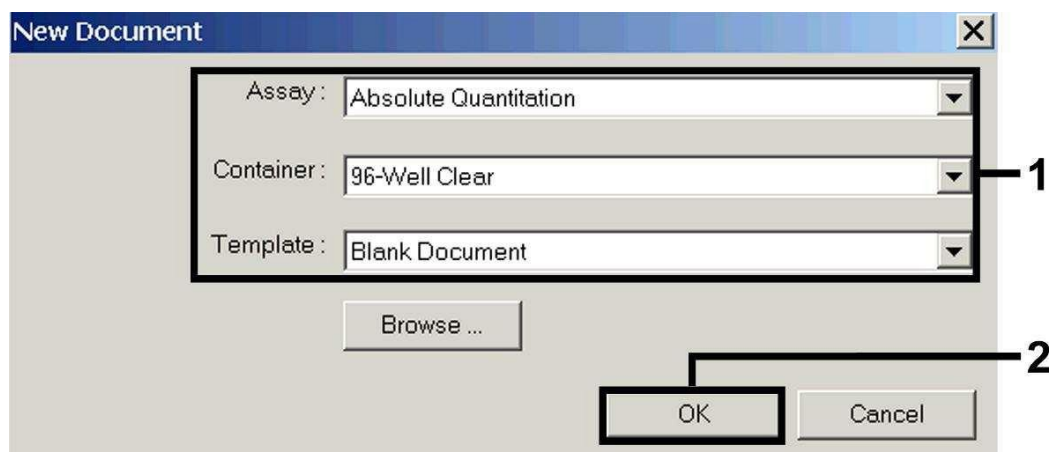 New Document
Assay: Absolute Quantitation
Container: 96-Well Clear
1
Template: Blank Document
Browse ...
2
OK Cancel